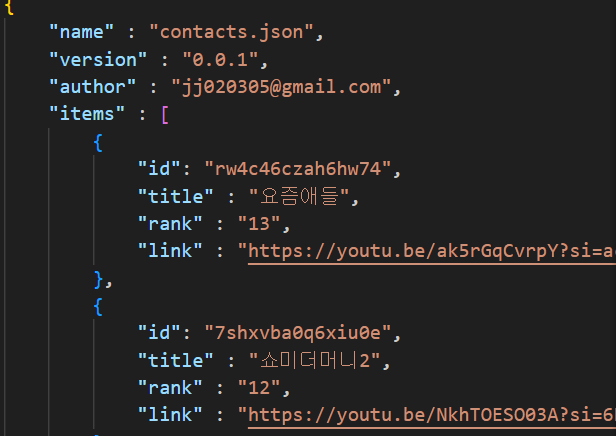 {
"name" : "contacts.json",
"version" : "0.0.1",
"author" : "jj020305@gmail.com",
"items" : [
{
"id": "rw4c46czah6hw74",
"title" : "요즘애들",
"rank" : "13",
"link" : "https://youtu.be/ak5rGqCvrpY?si=a
},
{
"id": "7shxvba0q6xiu0e",
"title" : "쇼미더머니2",
"rank" : "12",
"link" : "https://youtu.be/NkhTOESO03A?si=6